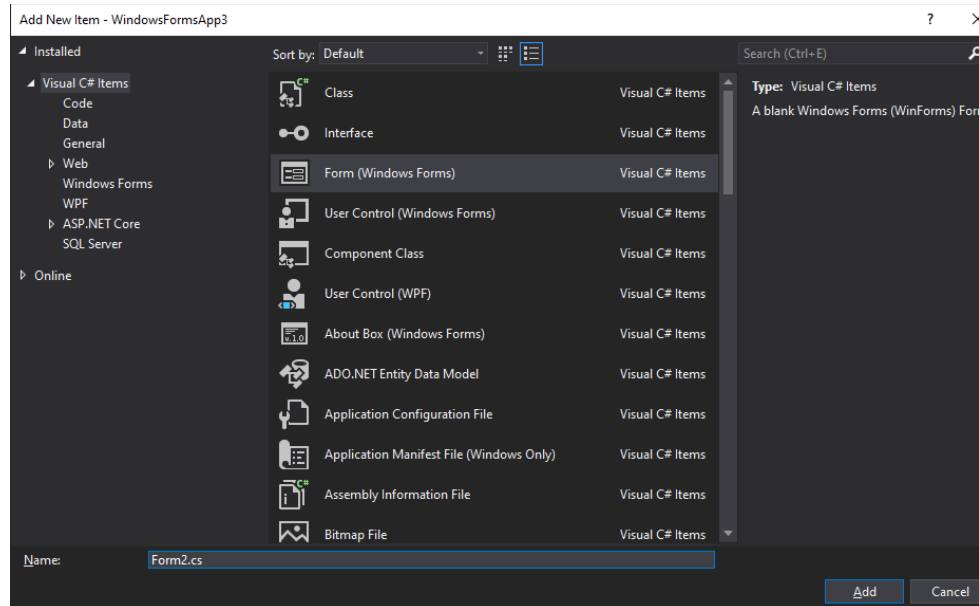 Add New Item - WindowsFormsApp3
?
Installed
Sort by: Default
Search (Ctrl+E)
Visual C# Items
Code
Data
General
Web
Windows Forms
WPF
ASP.NET Core
SQL Server
Online
C#
Class Visual C# Items
Interface Visual C# Items
Form (Windows Forms) Visual C# Items
User Control (Windows Forms) Visual C# Items
Component Class Visual C# Items
User Control (WPF) Visual C# Items
v.1.0
About Box (Windows Forms) Visual C# Items
ADO.NET Entity Data Model Visual C# Items
Application Configuration File Visual C# Items
Application Manifest File (Windows Only) Visual C# Items
C#
Assembly Information File Visual C# Items
Bitmap File Visual C# Items
Type: Visual C# Items
A blank Windows Forms (WinForms) For
Name: Form2.cs
Add Cancel